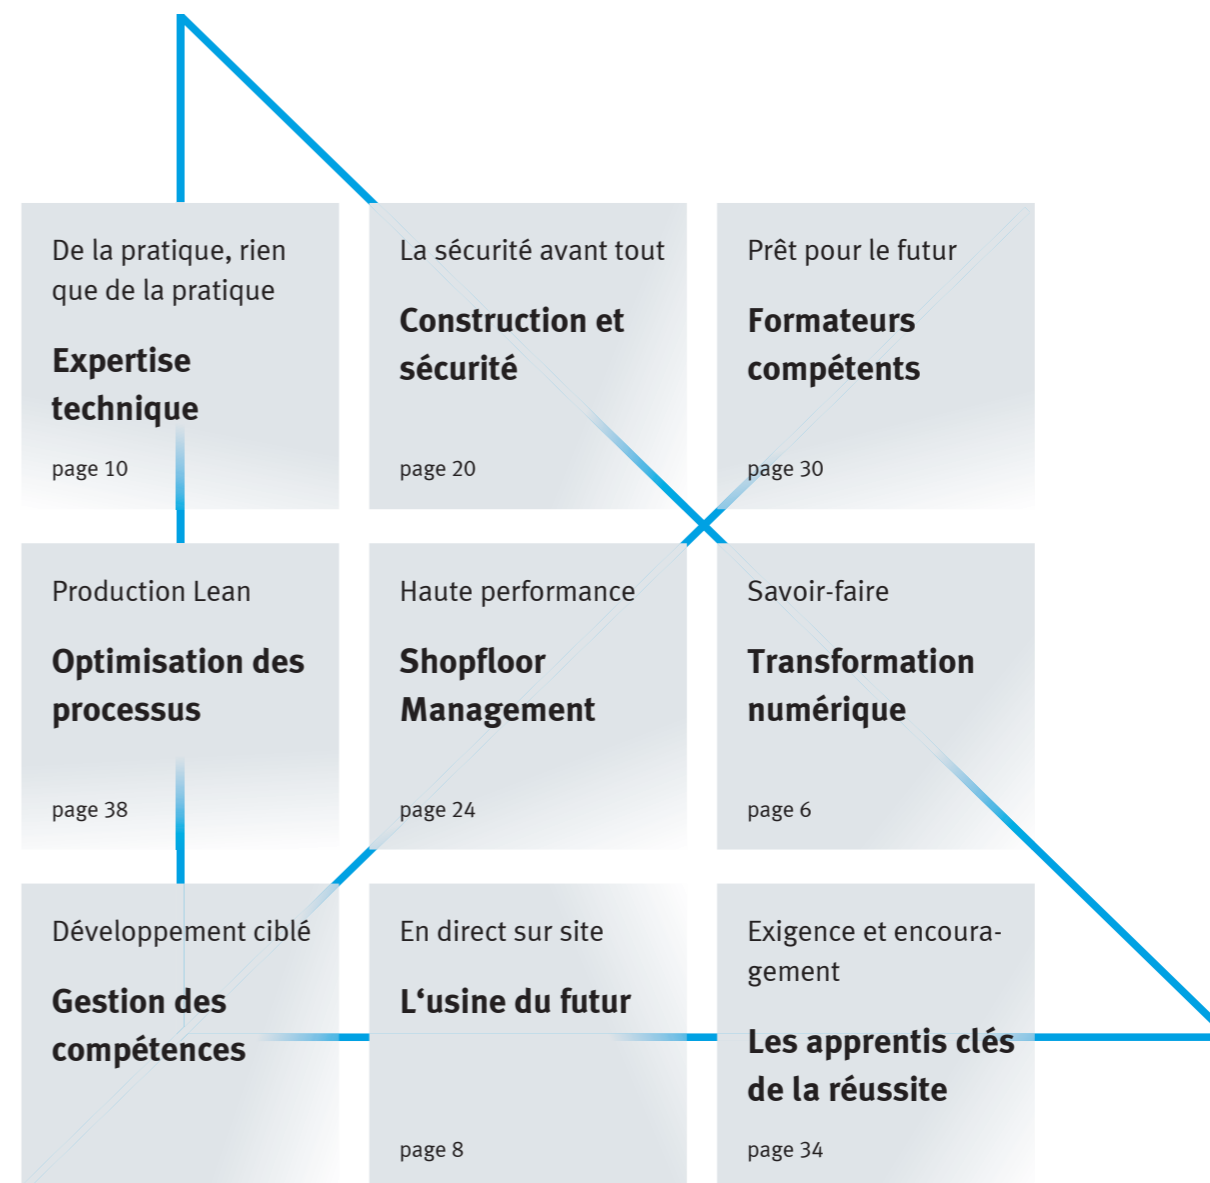 De la pratique, rien
que de la pratique
Expertise
technique
page 10
La sécurité avant tout
Construction et
sécurité
page 20
Prêt pour le futur
Formateurs
compétents
page 30
Production Lean
Optimisation des
processus
page 38
Haute performance
Shopfloor
Management
page 24
Savoir-faire
Transformation
numérique
page 6
Développement ciblé
Gestion des
compétences
En direct sur site
L‘usine du futur
page 8
Exigence et encoura-
gement
Les apprentis clés
de la réussite
page 34